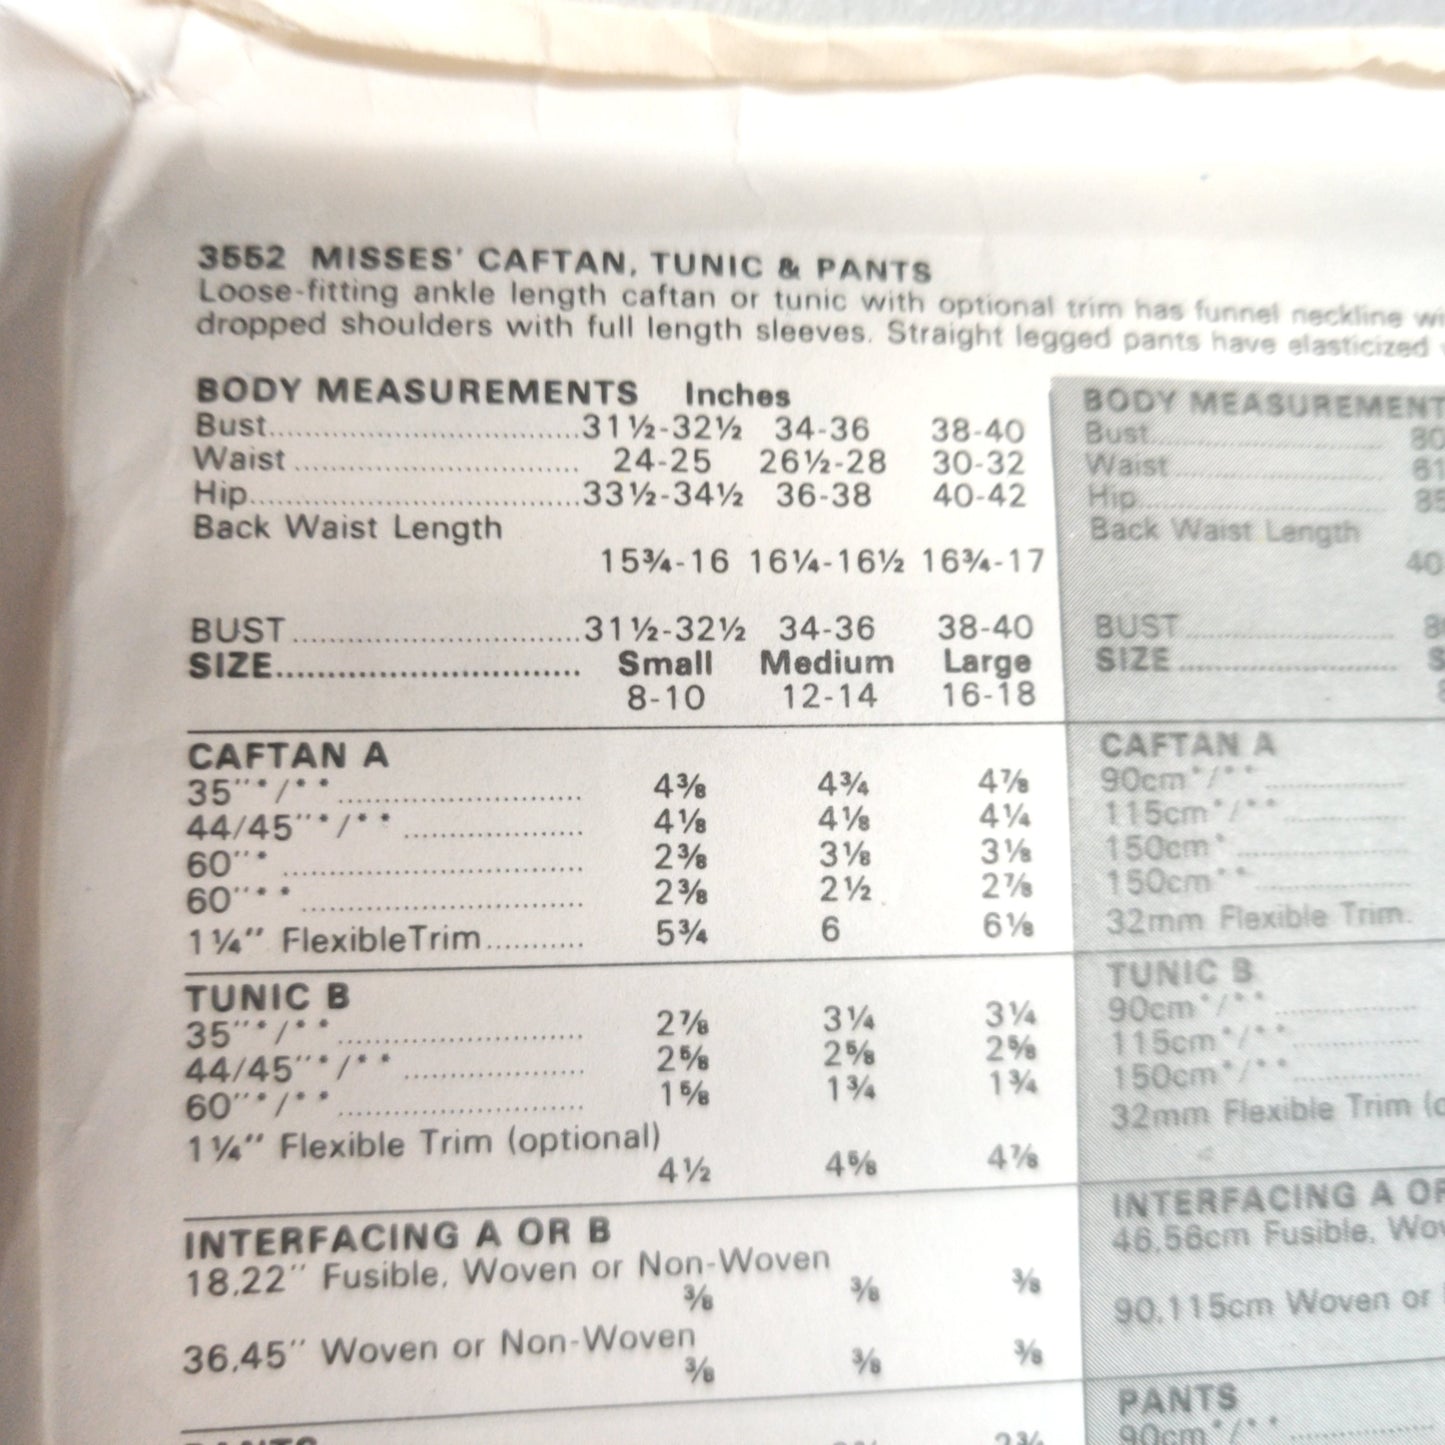 3552 MISSES' CAFTAN, TUNIC & PANTS
Loose-fitting ankle length caftan or tunic with optional trim has funnel neckline
dropped shoulders with full length sleeves. Straight legged pants have elasticized
BODY MEASUREMENTS Inches
Bust..................................31½-32½ 34-36 38-40
Waist .............................. 24-25 26½-28 30-32
Hip....................................33½-34½ 36-38 40-42
Back Waist Length
15¾-16 16¼-16½ 16¾-17
BUST ..............................31½-32½ 34-36 38-40
SIZE............................... Small Medium Large
8-10 12-14 16-18
CAFTAN A
35"*/** .......................... 4⅜ 4¾ 4⅞
44/45"*/** ................... 4⅛ 4⅛ 4¼
60"* ............................... 2⅜ 3⅛ 3⅛
60"** ............................. 2⅜ 2½ 2⅞
1¼" Flexible Trim.......... 5¾ 6 6⅛
TUNIC B
35"*/** .......................... 2⅞ 3¼ 3¼
44/45"*/** ................... 2⅝ 2⅝ 2⅝
60"*/** .......................... 1⅝ 1¾ 1¾
1¼" Flexible Trim (optional)
4½ 4⅝ 4⅞
INTERFACING A OR B
18,22" Fusible, Woven or Non-Woven
⅜ ⅜ ⅜
36,45" Woven or Non-Woven
⅜ ⅜ ⅜
BODY MEASUREMENT
Bust........................ 80
Waist ..................... 61
Hip.......................... 85
Back Waist Length
40
BUST .....................
SIZE .......................
CAFTAN A
90cm*/** ...............
115cm*/** .............
150cm* ..................
150cm** ................
32mm Flexible Trim.
TUNIC B
90cm*/** ...............
115cm*/** .............
150cm*/** .............
32mm Flexible Trim
INTERFACING A OR
46,56cm Fusible,
90,115cm Woven or
PANTS
90cm*/** ...............